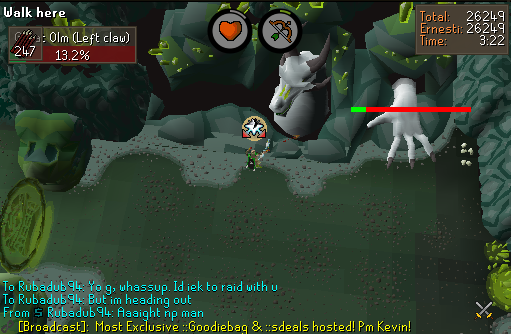 Walk here
: Olm (Left claw)
247
13.2%
Total: 26249
Ernesti: 26249
Time: 3:22
To Rubadub94: Yo g, whassup. Id iek to raid with u
To Rubadub94: But im heading out
From S Rubadub94: Aaaight np man
[Broadcast]: Most Exclusive ::Goodiebag & ::sdeals hosted! Pm Kevin!